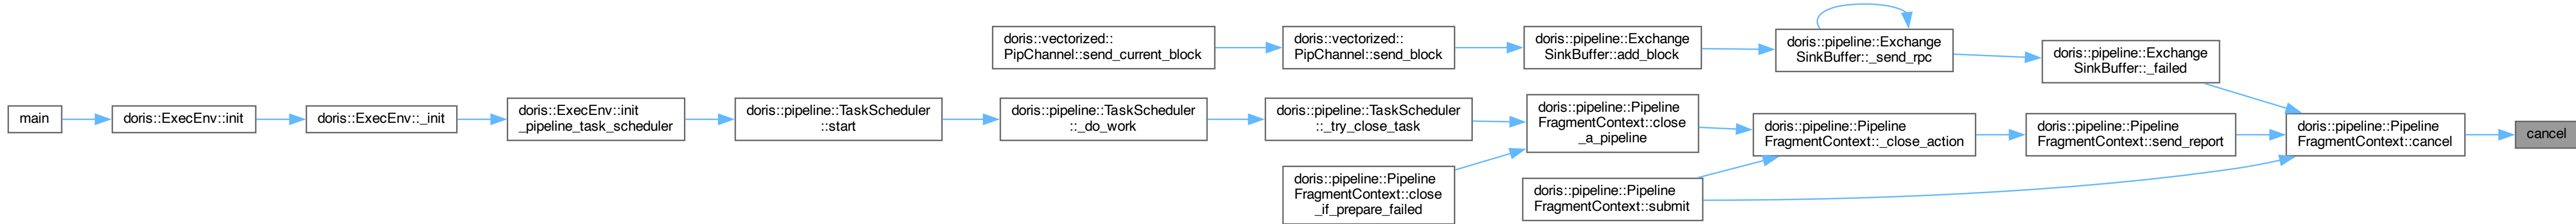 doris::vectorized::
PipChannel::send_current_block
doris::vectorized::
PipChannel::send_block
doris::pipeline::Exchange
SinkBuffer::add_block
doris::pipeline::Exchange
SinkBuffer::_send_rpc
doris::pipeline::Exchange
SinkBuffer::_failed
main
doris::ExecEnv::init
doris::ExecEnv::_init
doris::ExecEnv::init
_pipeline_task_scheduler
doris::pipeline::TaskScheduler
::start
doris::pipeline::TaskScheduler
::_do_work
doris::pipeline::TaskScheduler
::_try_close_task
doris::pipeline::Pipeline
FragmentContext::close
_a_pipeline
doris::pipeline::Pipeline
FragmentContext::_close_action
doris::pipeline::Pipeline
FragmentContext::send_report
doris::pipeline::Pipeline
FragmentContext::cancel
cancel
doris::pipeline::Pipeline
FragmentContext::close
_if_prepare_failed
doris::pipeline::Pipeline
FragmentContext::submit